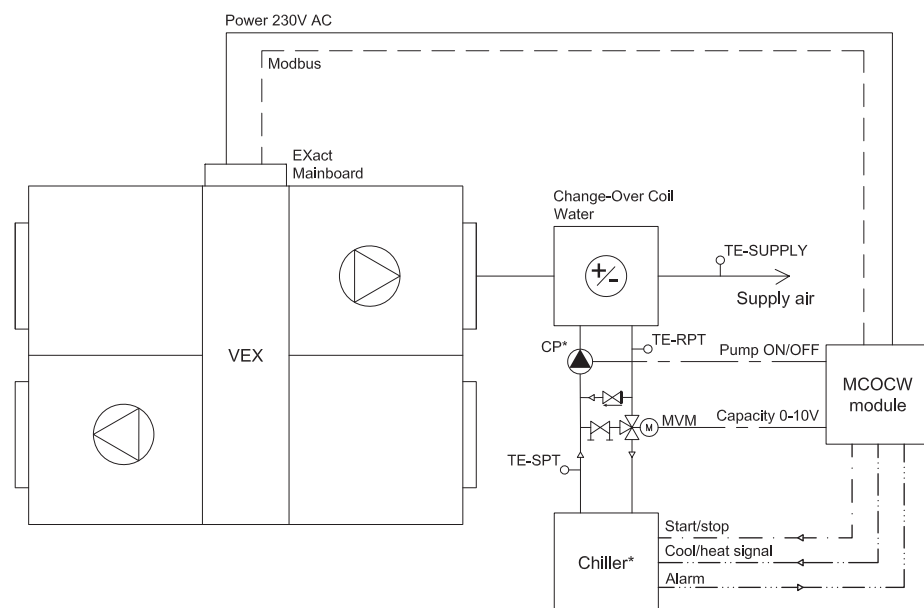 Power 230V AC
Modbus
EXact
Mainboard
Change-Over Coil
Water
TE-SUPPLY
Supply air
VEX
CP*
TE-RPT
Pump ON/OFF
MCOCW
module
MVM
M
Capacity 0-10V
TE-SPT
Start/stop
Chiller*
Cool/heat signal
Alarm
+/-